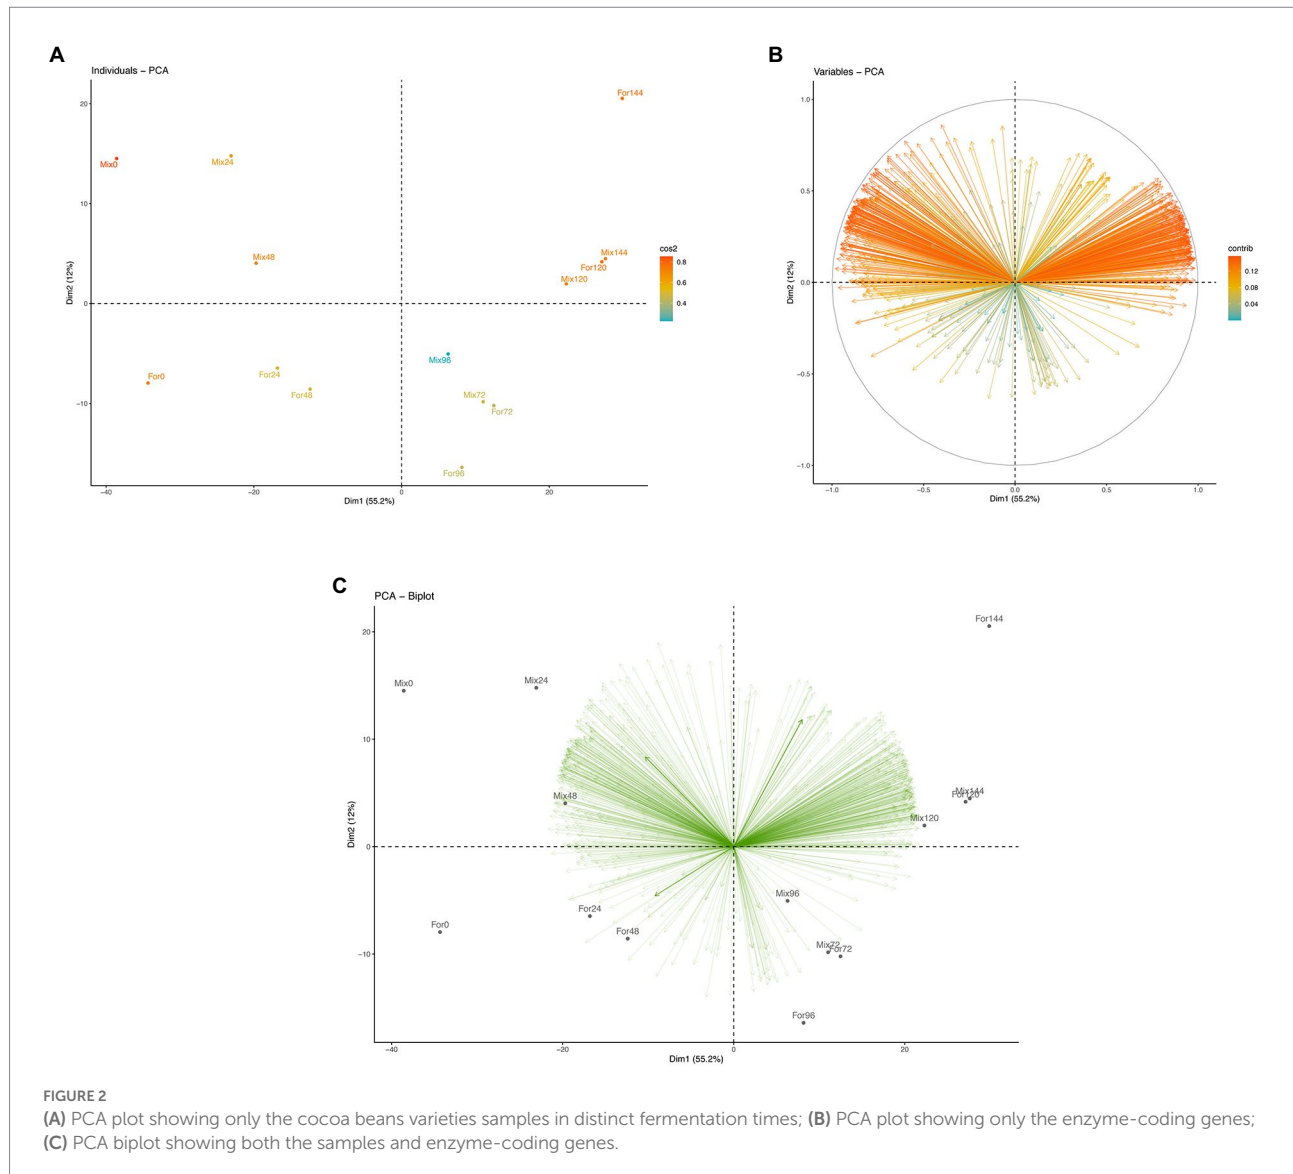 A
Individuals – PCA
For144
20
Mix0
Mix24
10
Mix48
Mix144
For120
Mix120
0
Dim2 (12%)
Mix96
For0
For24
For48
Mix72
For72
−10
For96
−40
−20
0
20
Dim1 (55.2%)
cos2
0.8
0.6
0.4
B
Variables – PCA
1.0
0.5
0.0
−0.5
−1.0
Dim2 (12%)
−1.0
−0.5
0.0
0.5
1.0
Dim1 (55.2%)
contrib
0.12
0.08
0.04
C
PCA – Biplot
For144
20
Mix0
Mix24
10
Mix48
Mix144
For120
Mix120
0
Dim2 (12%)
Mix96
For24
For0
For48
Mix72
For72
−10
For96
−40
−20
0
20
Dim1 (55.2%)
FIGURE 2
(A) PCA plot showing only the cocoa beans varieties samples in distinct fermentation times; (B) PCA plot showing only the enzyme-coding genes;
(C) PCA biplot showing both the samples and enzyme-coding genes.